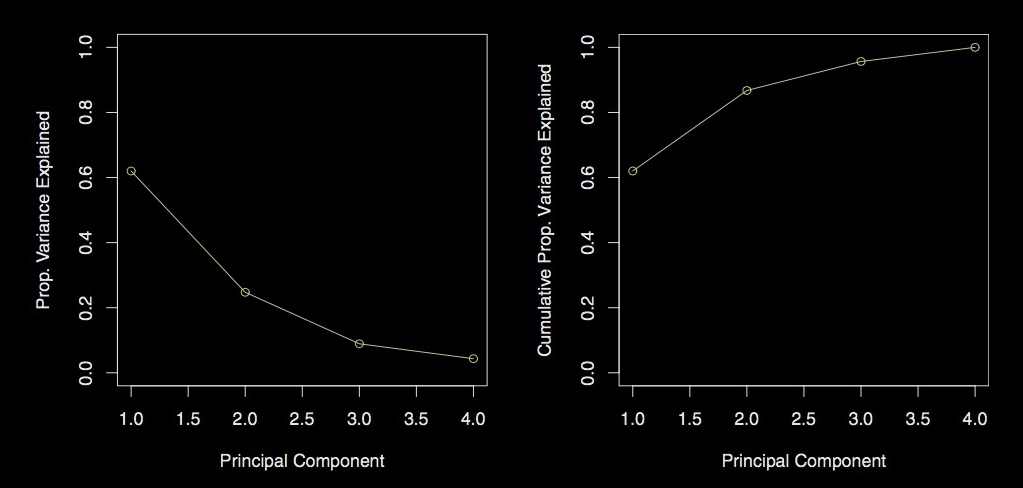 Prop. Variance Explained
1.0
0.8
0.6
0.4
0.2
0.0
1.0 1.5 2.0 2.5 3.0 3.5 4.0
Principal Component
Cumulative Prop. Variance Explained
1.0
0.8
0.6
0.4
0.2
0.0
1.0 1.5 2.0 2.5 3.0 3.5 4.0
Principal Component